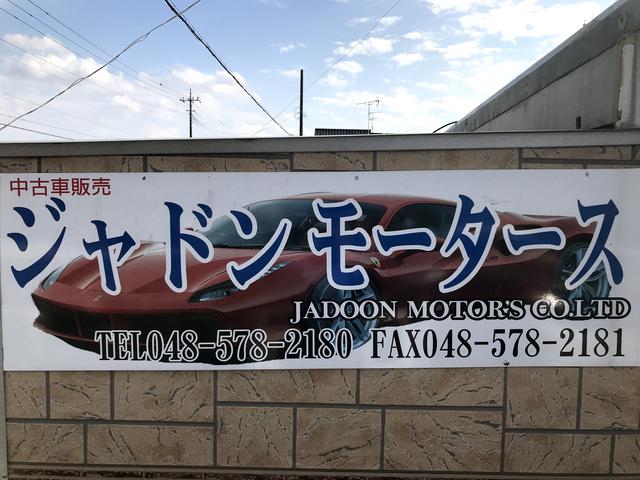 中古車販売
ジャドンモータース
JADOON MOTOR'S CO.LTD
TEL048-578-2180 FAX048-578-2181